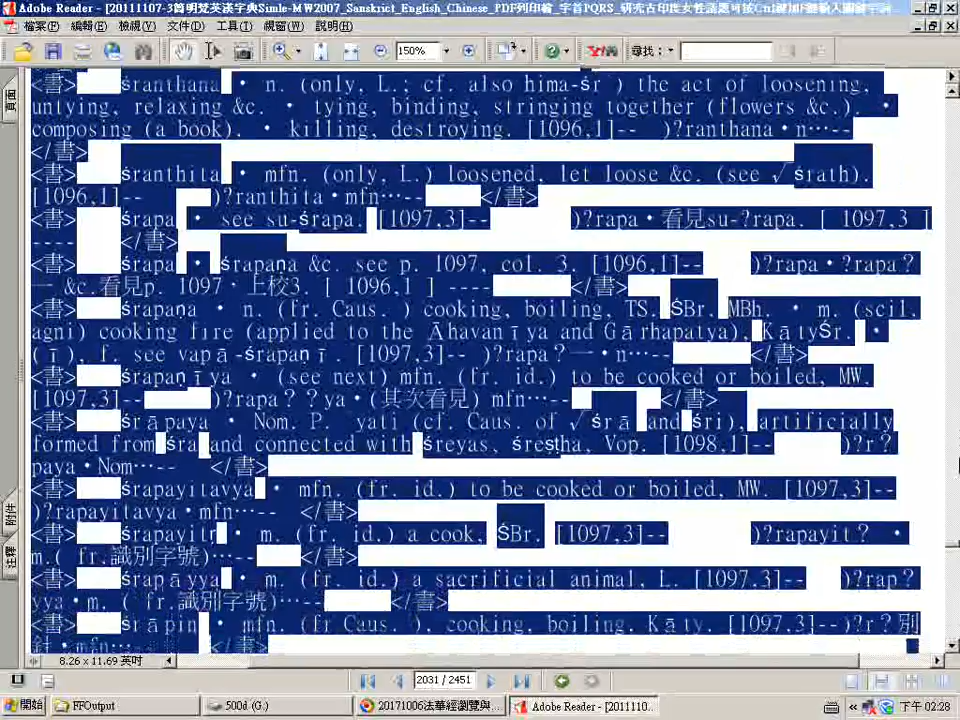 Adobe Reader - [20111107-3簡明梵英漢字典Simle-MW2007_Sanskrit_English_Chinese_PDF列印檔_字首PQRS_研究古印度女性議題可按Ctrl鍵加F鍵輸入關鍵字詞
檔案(F) 編輯(E) 檢視(V) 文件(D) 工具(T) 視窗(W) 說明(H)
150% Y! 尋找:
頁面
<書> śranthana • n. (only, L.; cf. also hima-śr ) the act of loosening,
untying, relaxing &c. • tying, binding, stringing together (flowers &c.). •
composing (a book). • killing, destroying. [1096,1]-- )?ranthana•n…--
</書>
<書> śranthita • mfn. (only, L.) loosened, let loose &c. (see √śrath).
[1096,1]-- )?ranthita•mfn…-- </書>
<書> śrapa • see su-śrapa. [1097,3]-- )?rapa•看見su-?rapa. [ 1097,3 ]
---- </書>
<書> śrapa • śrapaṇa &c. see p. 1097, col. 3. [1096,1]-- )?rapa•?rapa?
一 &c.看見p. 1097、上校3. [ 1096,1 ] ---- </書>
<書> śrapaṇa • n. (fr. Caus. ) cooking, boiling, TS. ŚBr. MBh. • m. (scil.
agni) cooking fire (applied to the Āhavanīya and Gārhapatya), KātyŚr. •
(ī), f. see vapā-śrapaṇī. [1097,3]-- )?rapa?一•n…-- </書>
<書> śrapaṇīya • (see next) mfn. (fr. id.) to be cooked or boiled, MW.
[1097,3]-- )?rapa??ya•(其次看見) mfn…-- </書>
<書> śrāpaya • Nom. P. yati (cf. Caus. of √śrā and śri), artificially
formed from śra and connected with śreyas, śreṣṭha, Vop. [1098,1]-- )?r?
paya•Nom…-- </書>
<書> śrapayitavya • mfn. (fr. id.) to be cooked or boiled, MW. [1097,3]--
)?rapayitavya•mfn…-- </書>
<書> śrapayitṛ • m. (fr. id.) a cook, ŚBr. [1097,3]-- )?rapayit? •
m.( fr.識別字號)…-- </書>
<書> śrapāyya • m. (fr. id.) a sacrificial animal, L. [1097,3]-- )?rap?
yya•m. ( fr.識別字號)…-- </書>
<書> śrāpin • mfn. (fr Caus. ), cooking, boiling. Kāty. [1097,3]--)?r?別
針•mfn…-- </書>
附件
注釋
8.26 x 11.69 英吋
2031 / 2451
開始 FFOutput 500d (G:) 20171006法華經瀏覽與... Adobe Reader - [2011110... 下午 02:28